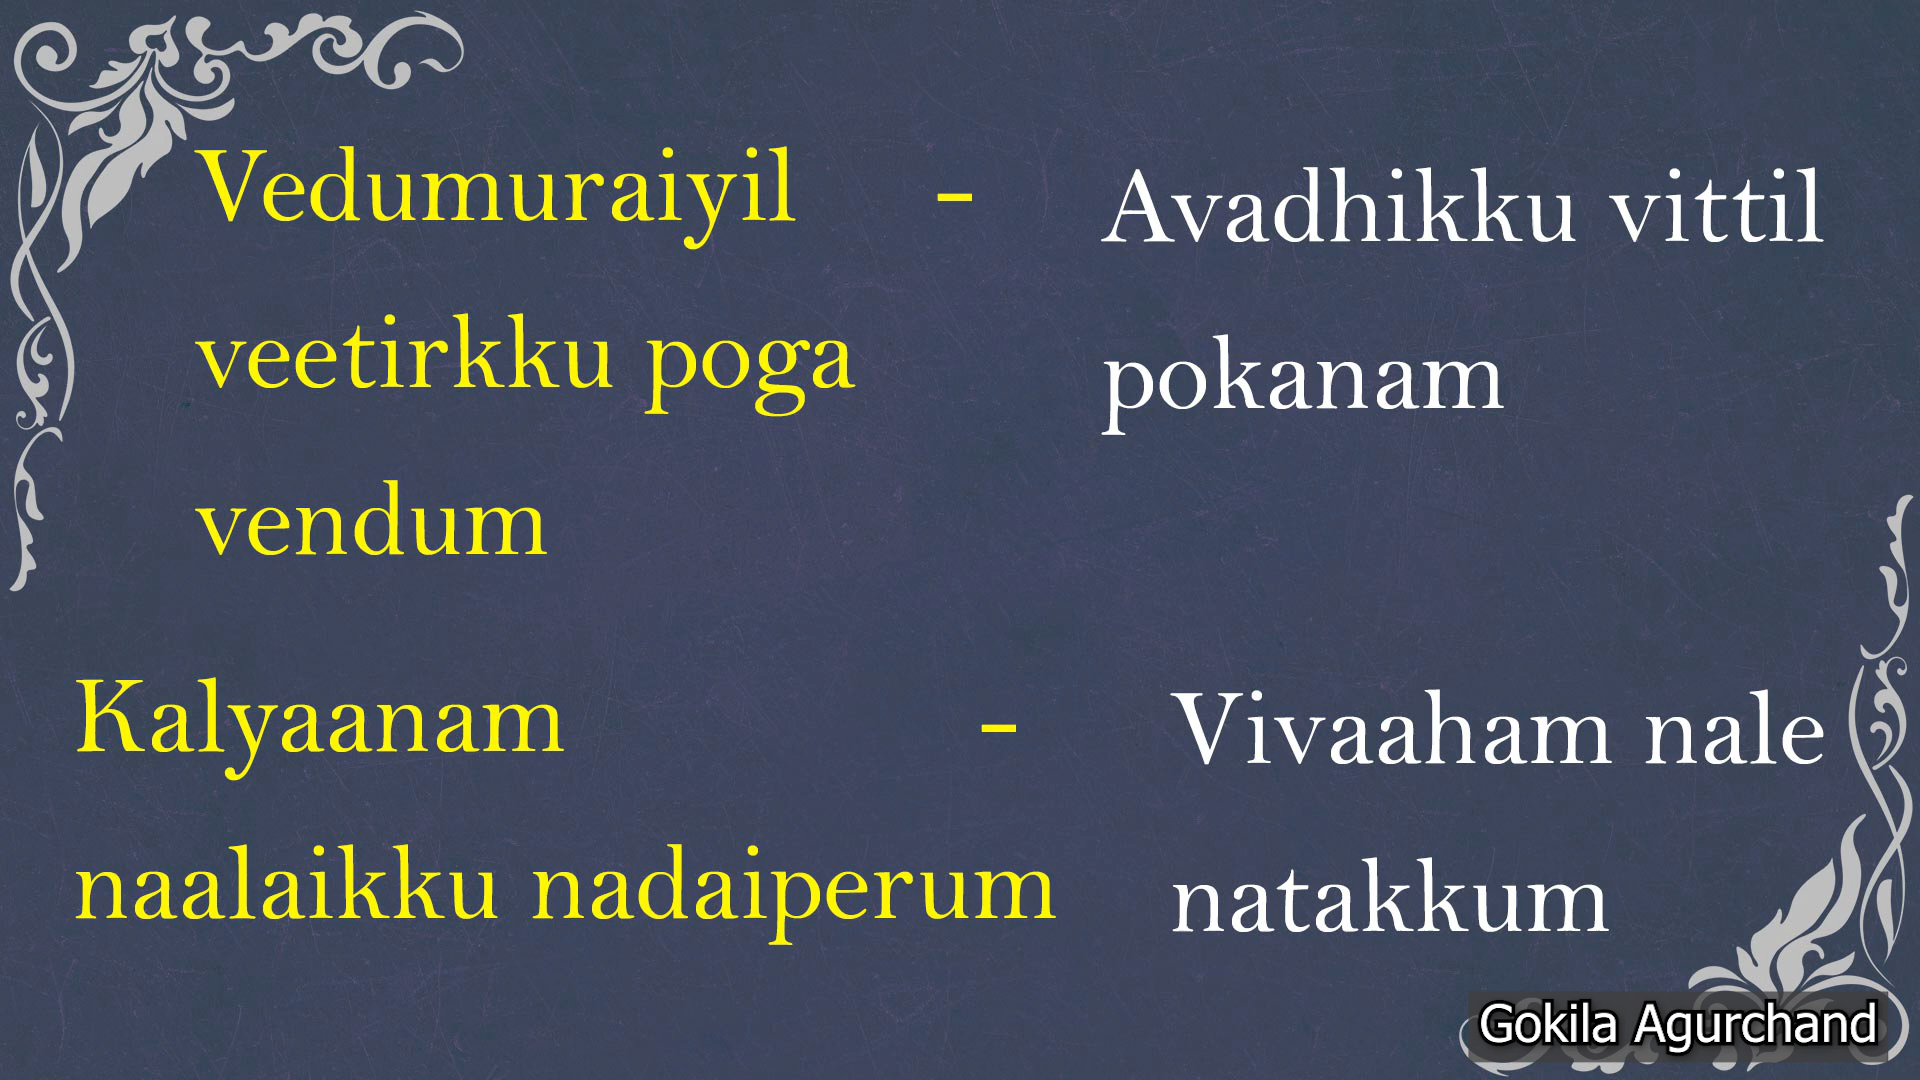 Vedumuraiyil - Avadhikku vittil
veetirkku poga pokanam
vendum
Kalyaanam - Vivaaham nale
naalaikku nadaiperum natakkum
Gokila Agurchand